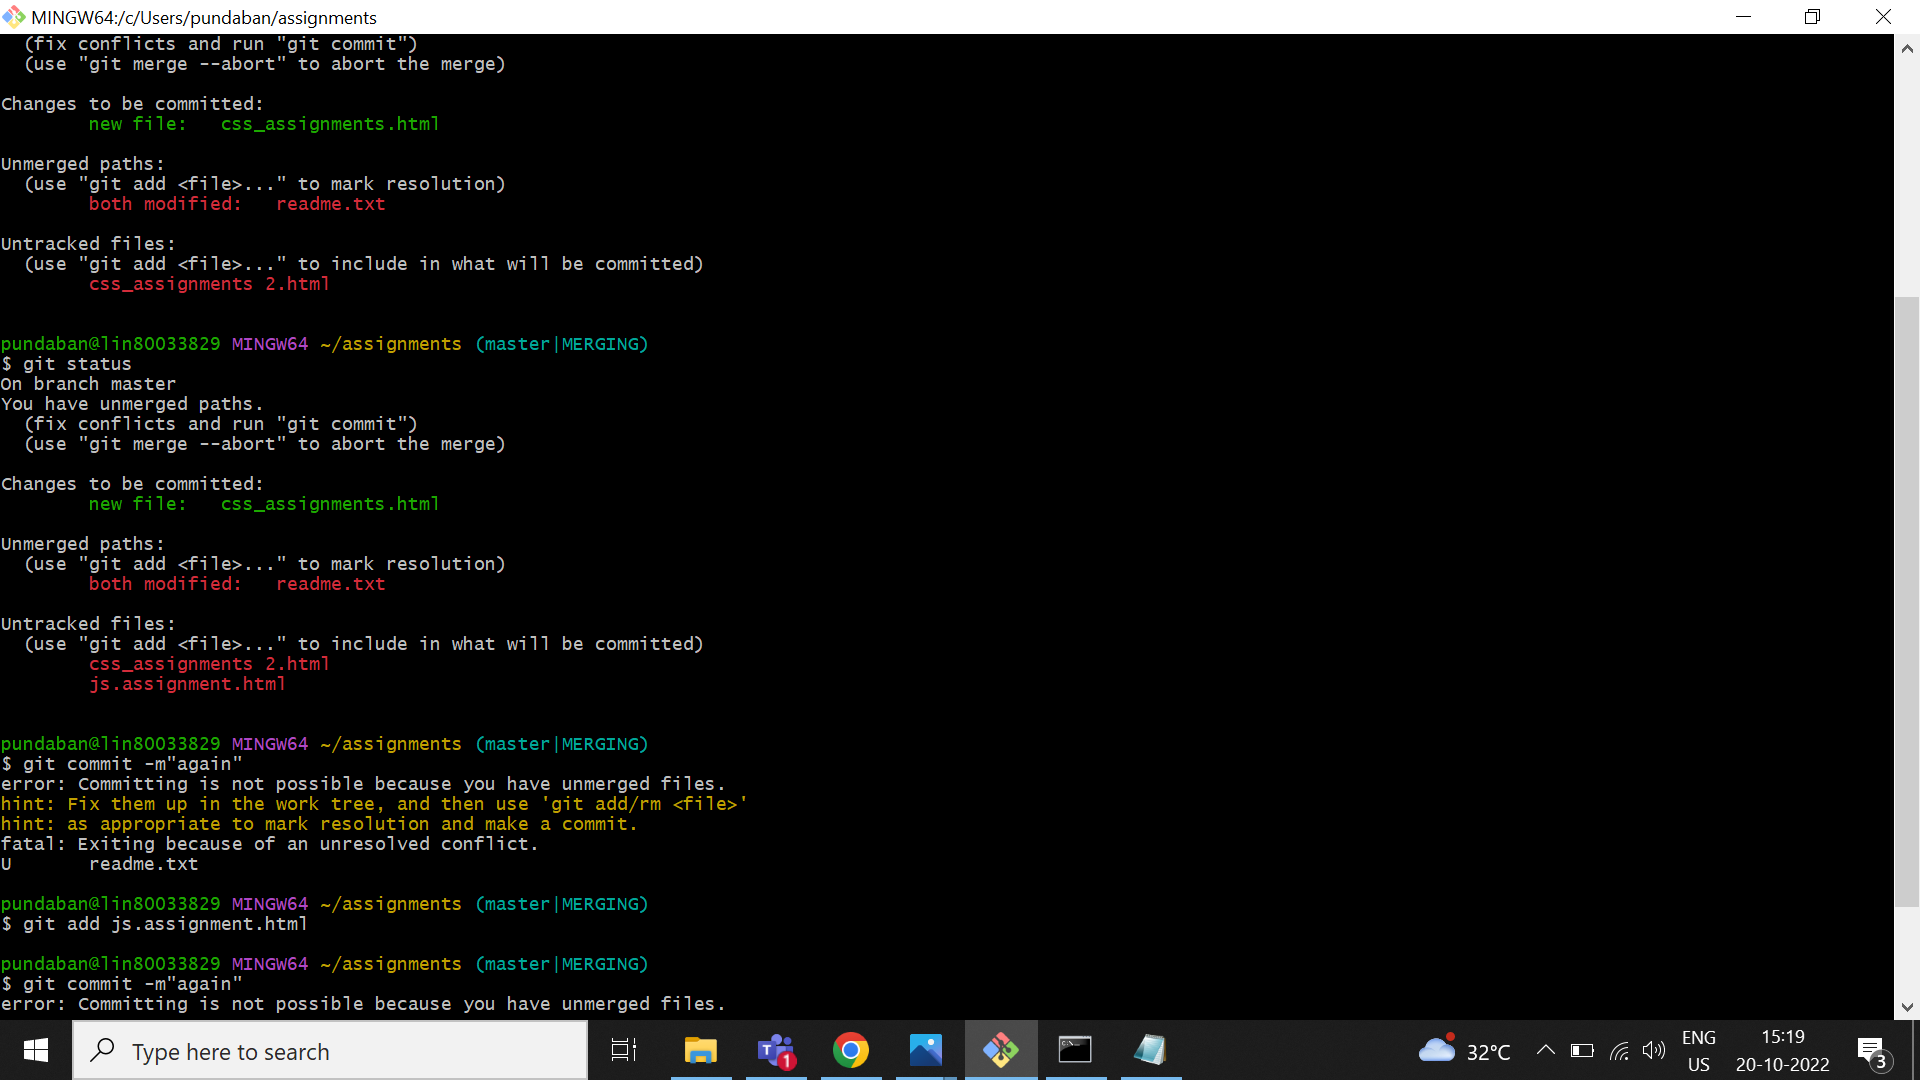 MINGW64:/c/Users/pundaban/assignments
(fix conflicts and run "git commit")
(use "git merge --abort" to abort the merge)
Changes to be committed:
new file:   css_assignments.html
Unmerged paths:
(use "git add <file>..." to mark resolution)
both modified:   readme.txt
Untracked files:
(use "git add <file>..." to include in what will be committed)
css_assignments 2.html
pundaban@lin80033829 MINGW64 ~/assignments (master|MERGING)
$ git status
On branch master
You have unmerged paths.
(fix conflicts and run "git commit")
(use "git merge --abort" to abort the merge)
Changes to be committed:
new file:   css_assignments.html
Unmerged paths:
(use "git add <file>..." to mark resolution)
both modified:   readme.txt
Untracked files:
(use "git add <file>..." to include in what will be committed)
css_assignments 2.html
js.assignment.html
pundaban@lin80033829 MINGW64 ~/assignments (master|MERGING)
$ git commit -m"again"
error: Committing is not possible because you have unmerged files.
hint: Fix them up in the work tree, and then use 'git add/rm <file>'
hint: as appropriate to mark resolution and make a commit.
fatal: Exiting because of an unresolved conflict.
U       readme.txt
pundaban@lin80033829 MINGW64 ~/assignments (master|MERGING)
$ git add js.assignment.html
pundaban@lin80033829 MINGW64 ~/assignments (master|MERGING)
$ git commit -m"again"
error: Committing is not possible because you have unmerged files.
Type here to search
T
1
C:\
32°C
ENG
US
15:19
20-10-2022
3